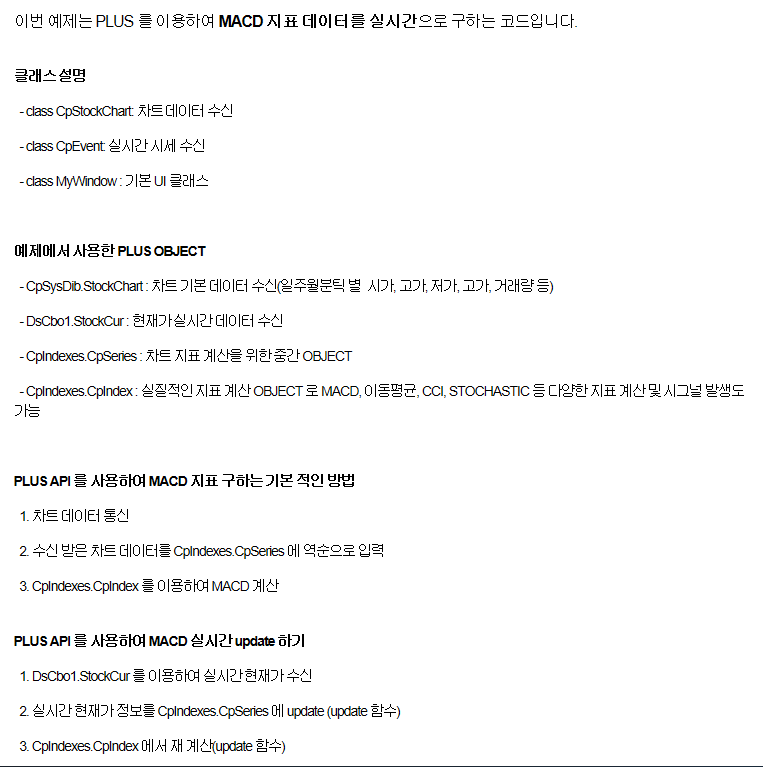 이번 예제는 PLUS 를 이용하여 MACD 지표 데이터를 실시간으로 구하는 코드입니다.
클래스 설명
- class CpStockChart: 차트 데이터 수신
- class CpEvent: 실시간 시세 수신
- class MyWindow : 기본 UI 클래스
예제에서 사용한 PLUS OBJECT
- CpSysDib.StockChart : 차트 기본 데이터 수신(일주월분틱 별 시가, 고가, 저가, 고가, 거래량 등)
- DsCbo1.StockCur : 현재가 실시간 데이터 수신
- CpIndexes.CpSeries : 차트 지표 계산을 위한 중간 OBJECT
- CpIndexes.CpIndex : 실질적인 지표 계산 OBJECT 로 MACD, 이동평균, CCI, STOCHASTIC 등 다양한 지표 계산 및 시그널 발생도
가능
PLUS API 를 사용하여 MACD 지표 구하는 기본 적인 방법
1. 차트 데이터 통신
2. 수신 받은 차트 데이터를 CpIndexes.CpSeries 에 역순으로 입력
3. CpIndexes.CpIndex 를 이용하여 MACD 계산
PLUS API 를 사용하여 MACD 실시간 update 하기
1. DsCbo1.StockCur 를 이용하여 실시간 현재가 수신
2. 실시간 현재가 정보를 CpIndexes.CpSeries 에 update (update 함수)
3. CpIndexes.CpIndex 에서 재 계산(update 함수)